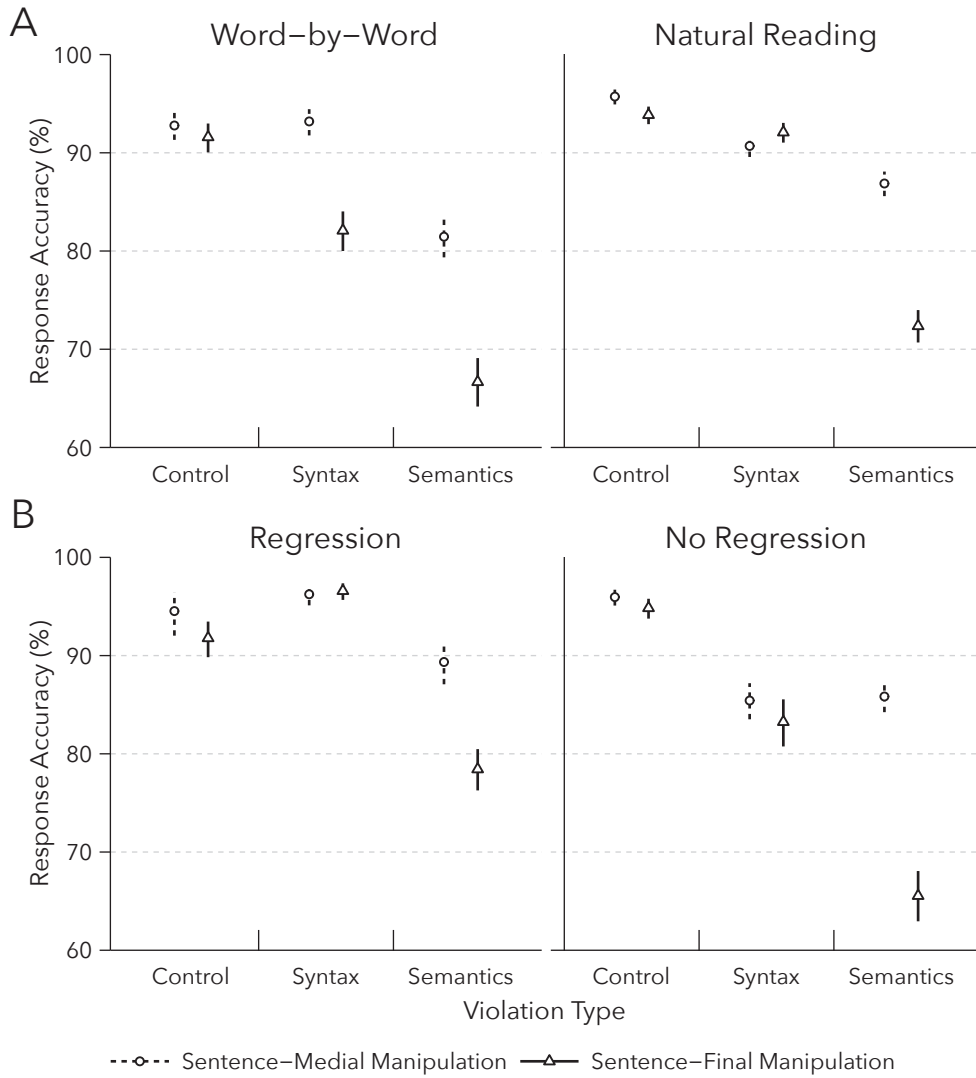 A
Word–by–Word
Natural Reading
Response Accuracy (%)
100
90
80
70
60
Control
Syntax
Semantics
Control
Syntax
Semantics
B
Regression
No Regression
Response Accuracy (%)
100
90
80
70
60
Control
Syntax
Semantics
Control
Syntax
Semantics
Violation Type
Sentence–Medial Manipulation
Sentence–Final Manipulation